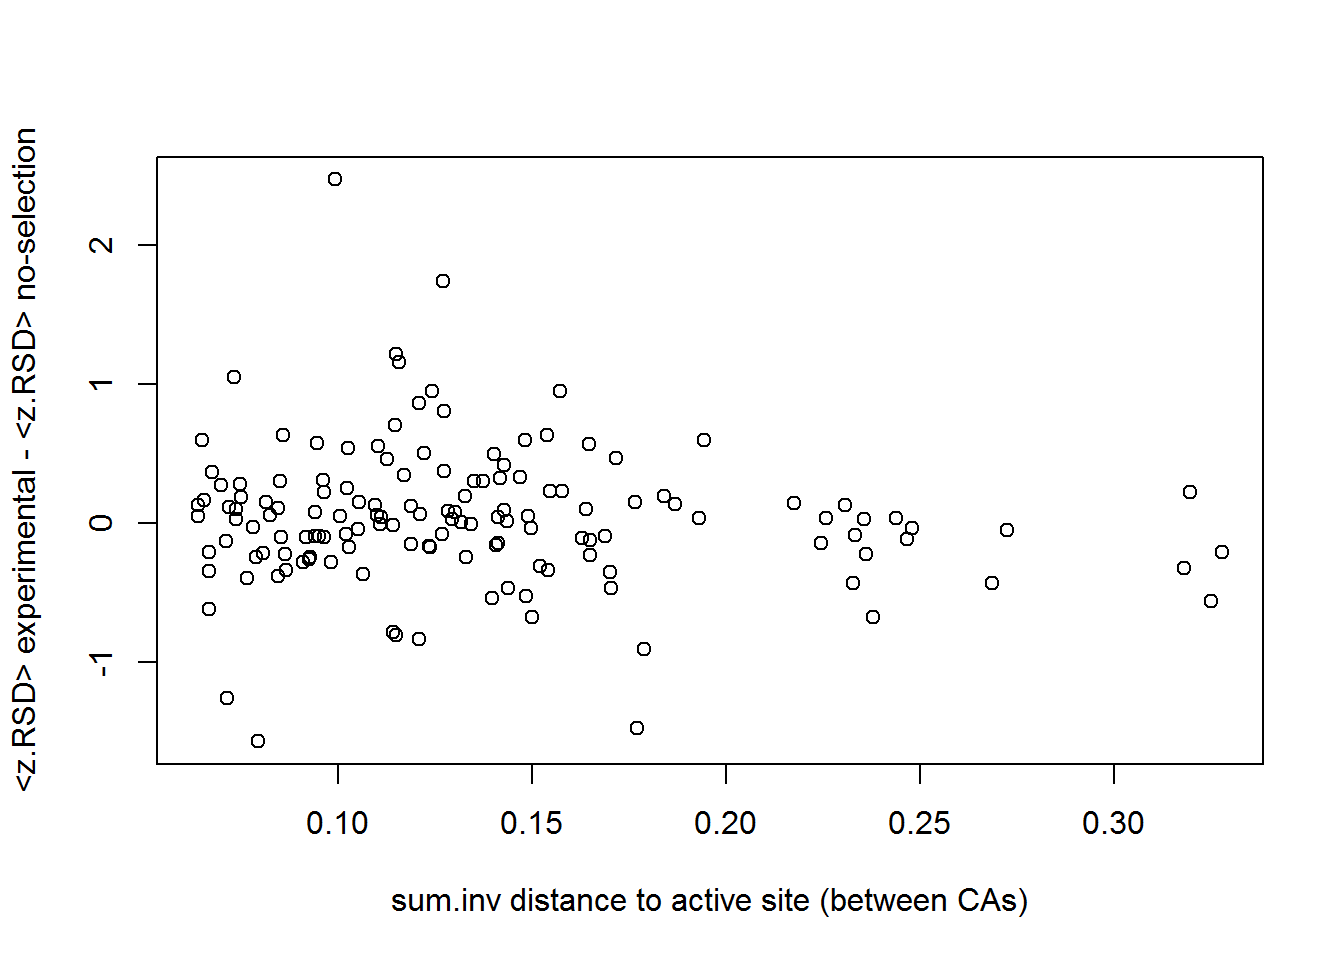 <z.RSD> experimental - <z.RSD> no-selection
2
1
0
-1
0.10 0.15 0.20 0.25 0.30
sum.inv distance to active site (between CAs)